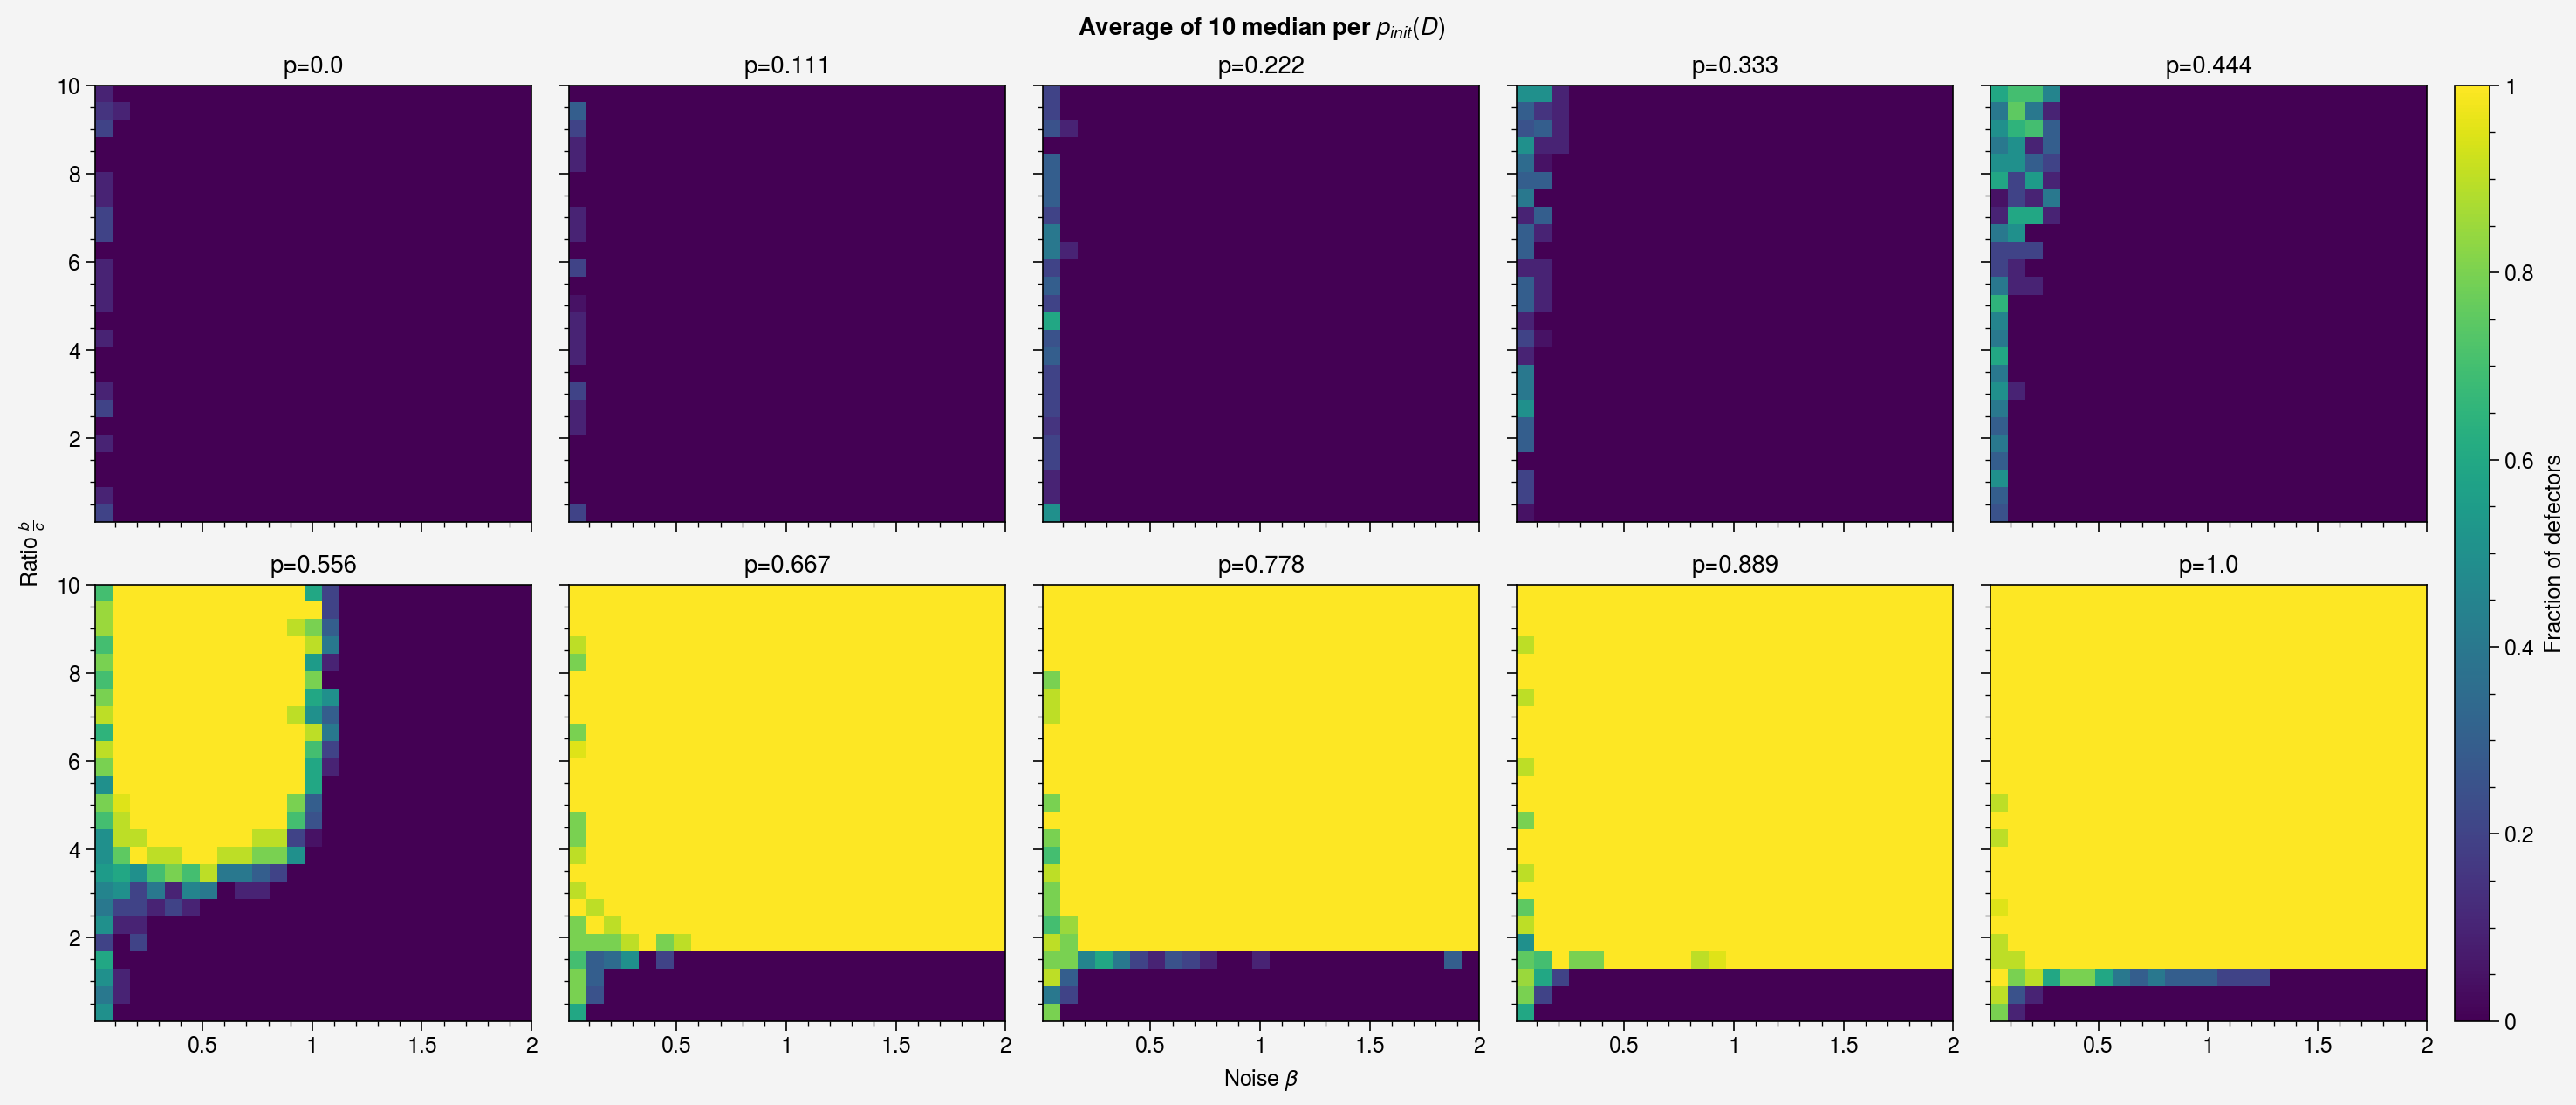 Average of 10 median per p_init(D)
p=0.0 p=0.111 p=0.222 p=0.333 p=0.444
10
8
6
4
2
Ratio b/c
p=0.556 p=0.667 p=0.778 p=0.889 p=1.0
10
8
6
4
2
0.5 1 1.5 2 0.5 1 1.5 2 0.5 1 1.5 2 0.5 1 1.5 2 0.5 1 1.5 2
Noise β
1
0.8
0.6
0.4
0.2
0
Fraction of defectors